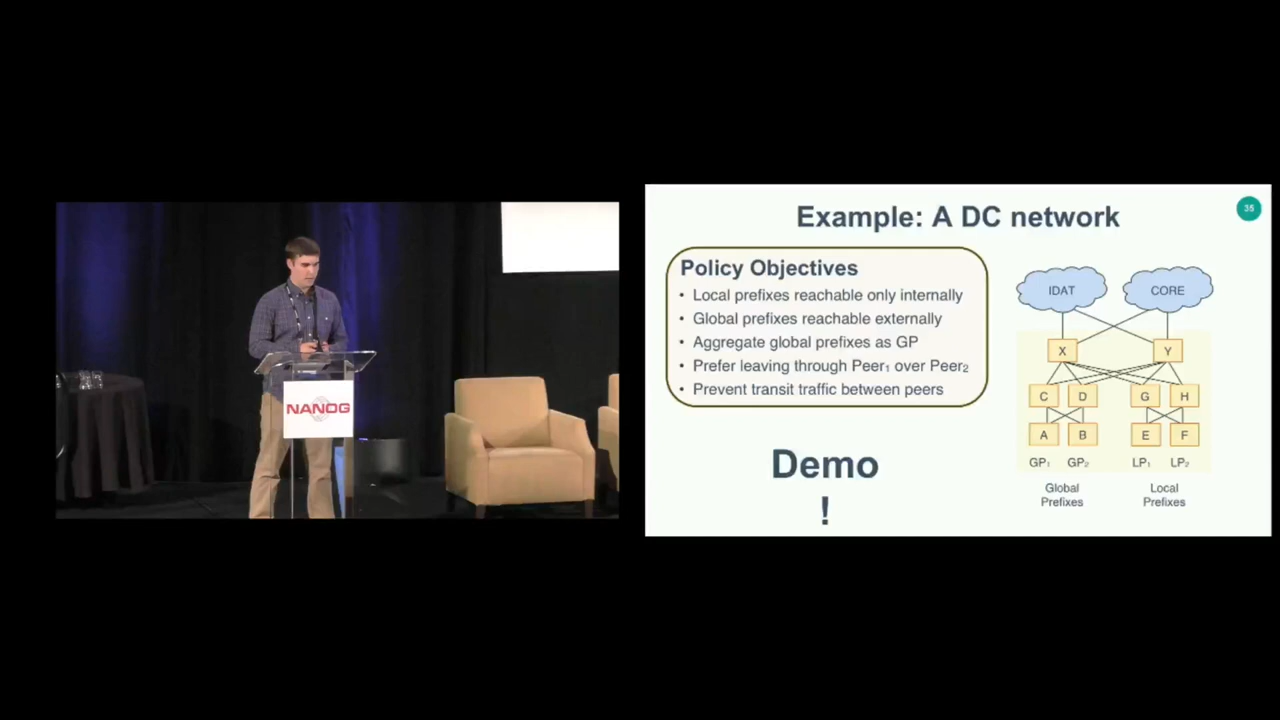 NANOG
Example: A DC network
35
Policy Objectives
• Local prefixes reachable only internally
• Global prefixes reachable externally
• Aggregate global prefixes as GP
• Prefer leaving through Peer₁ over Peer₂
• Prevent transit traffic between peers
Demo
!
IDAT CORE
X Y
C D G H
A B E F
GP₁ GP₂ LP₁ LP₂
Global Local
Prefixes Prefixes